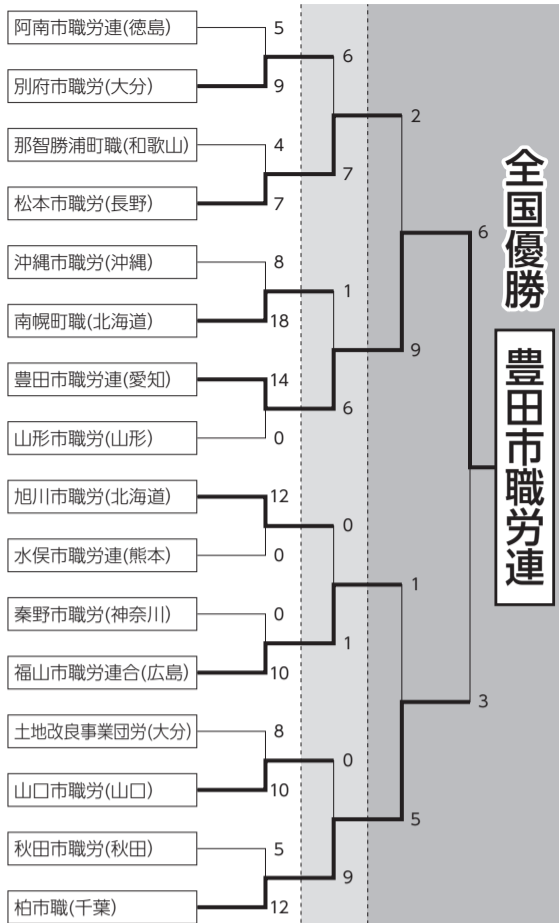 阿南市職労連(徳島)
5
6
別府市職労(大分)
9
2
那智勝浦町職(和歌山)
4
7
松本市職労(長野)
7
6
沖縄市職労(沖縄)
8
1
南幌町職(北海道)
18
9
豊田市職労連(愛知)
14
6
山形市職労(山形)
0
旭川市職労(北海道)
12
0
水俣市職労連(熊本)
0
1
秦野市職労(神奈川)
0
1
福山市職労連合(広島)
10
3
土地改良事業団労(大分)
8
0
山口市職労(山口)
10
5
秋田市職労(秋田)
5
9
柏市職(千葉)
12
全国優勝
豊田市職労連